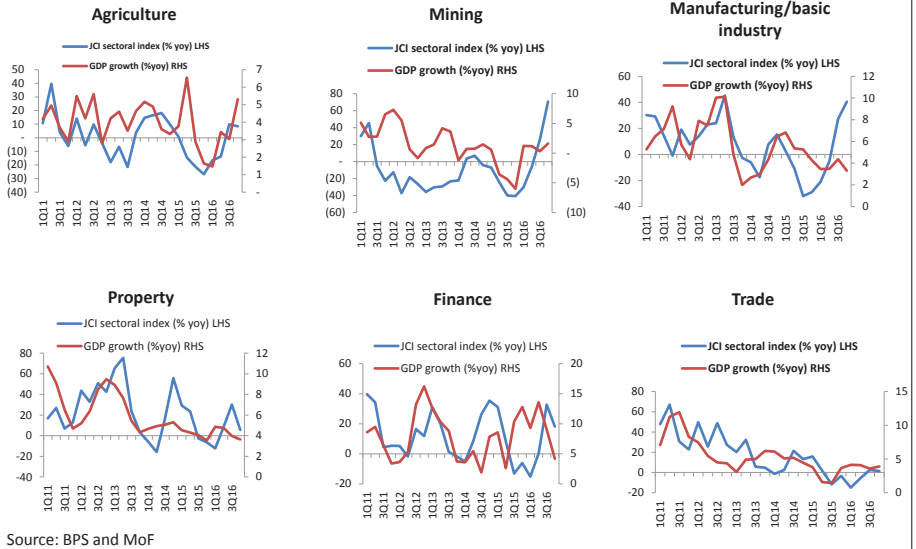 Agriculture
JCI sectoral index (% yoy) LHS
GDP growth (%yoy) RHS
50
40
30
20
10
-
(10)
(20)
(30)
(40)
7
6
5
4
3
2
1
-
1Q11
3Q11
1Q12
3Q12
1Q13
3Q13
1Q14
3Q14
1Q15
3Q15
1Q16
3Q16
Mining
JCI sectoral index (% yoy) LHS
GDP growth (%yoy) RHS
80
60
40
20
-
(20)
(40)
(60)
10
5
-
(5)
(10)
1Q11
3Q11
1Q12
3Q12
1Q13
3Q13
1Q14
3Q14
1Q15
3Q15
1Q16
3Q16
Manufacturing/basic
industry
JCI sectoral index (% yoy) LHS
GDP growth (%yoy) RHS
60
40
20
0
-20
-40
12
10
8
6
4
2
0
1Q11
3Q11
1Q12
3Q12
1Q13
3Q13
1Q14
3Q14
1Q15
3Q15
1Q16
3Q16
Property
JCI sectoral index (% yoy) LHS
GDP growth (%yoy) RHS
80
60
40
20
0
-20
-40
12
10
8
6
4
2
0
1Q11
3Q11
1Q12
3Q12
1Q13
3Q13
1Q14
3Q14
1Q15
3Q15
1Q16
3Q16
Finance
JCI sectoral index (% yoy) LHS
GDP growth (%yoy) RHS
60
40
20
0
-20
20
15
10
5
0
1Q11
3Q11
1Q12
3Q12
1Q13
3Q13
1Q14
3Q14
1Q15
3Q15
1Q16
3Q16
Trade
JCI sectoral index (% yoy) LHS
GDP growth (%yoy) RHS
80
60
40
20
0
-20
15
10
5
0
1Q11
3Q11
1Q12
3Q12
1Q13
3Q13
1Q14
3Q14
1Q15
3Q15
1Q16
3Q16
Source: BPS and MoF